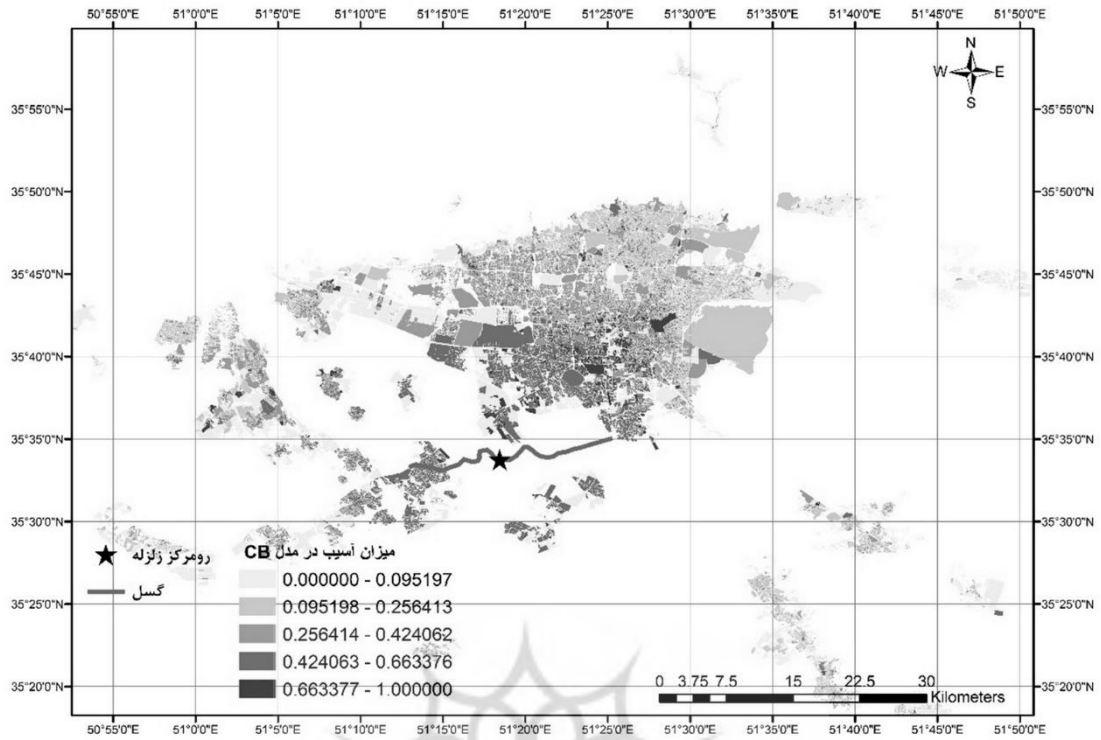 50°55'0"E 51°0'0"E 51°5'0"E 51°10'0"E 51°15'0"E 51°20'0"E 51°25'0"E 51°30'0"E 51°35'0"E 51°40'0"E 51°45'0"E 51°50'0"E
N
W E
S
35°55'0"N 35°55'0"N
35°50'0"N 35°50'0"N
35°45'0"N 35°45'0"N
35°40'0"N 35°40'0"N
35°35'0"N 35°35'0"N
35°30'0"N 35°30'0"N
رومرکز زلزله
گسل
میزان آسیب در مدل CB
0.000000 - 0.095197
0.095198 - 0.256413
0.256414 - 0.424062
0.424063 - 0.663376
0.663377 - 1.000000
35°25'0"N 35°25'0"N
35°20'0"N 35°20'0"N
0 3.75 7.5 15 22.5 30
Kilometers
50°55'0"E 51°0'0"E 51°5'0"E 51°10'0"E 51°15'0"E 51°20'0"E 51°25'0"E 51°30'0"E 51°35'0"E 51°40'0"E 51°45'0"E 51°50'0"E